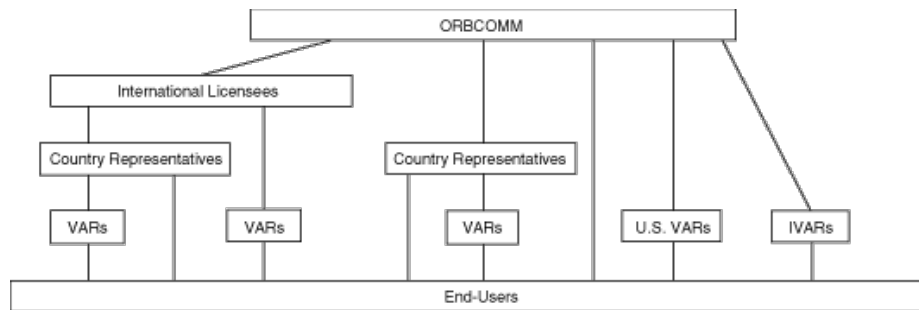 ORBCOMM
International Licensees
Country Representatives
Country Representatives
VARs
VARs
VARs
U.S. VARs
IVARs
End-Users